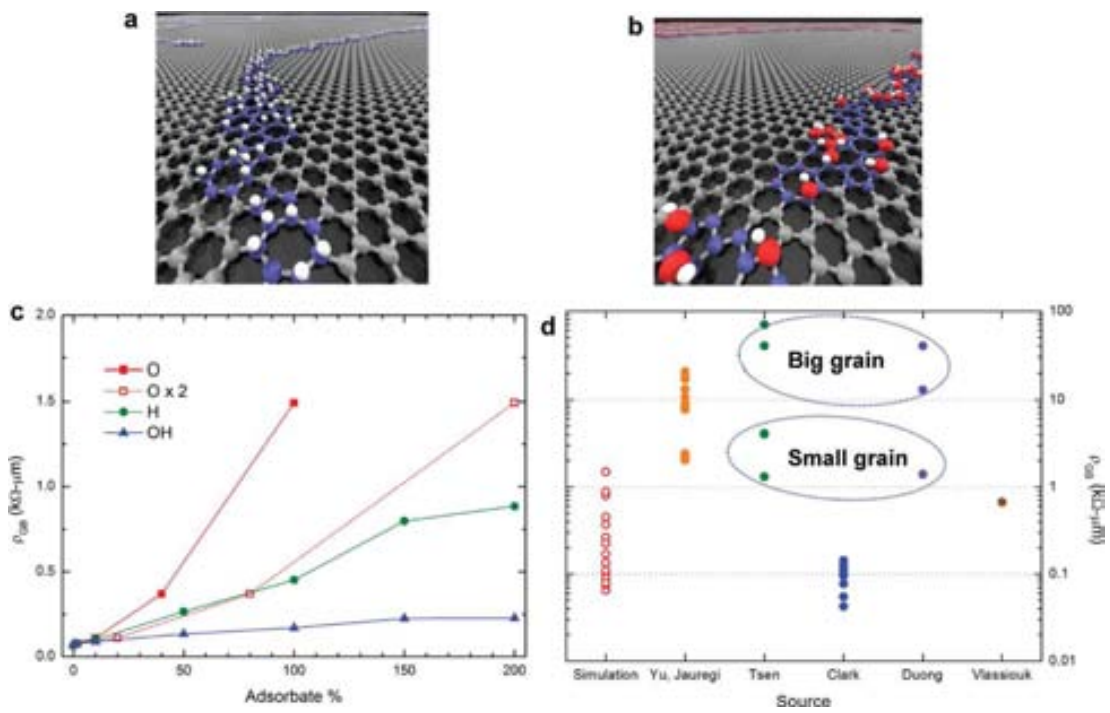 a
b
c
2.0
1.5
1.0
0.5
0.0
ρGB (kΩ-μm)
O
O x 2
H
OH
0
50
100
150
200
Adsorbate %
d
Big grain
Small grain
100
10
1
0.1
0.01
ρGB (kΩ-μm)
Simulation
Yu, Jauregi
Tsen
Clark
Duong
Vlassiouk
Source